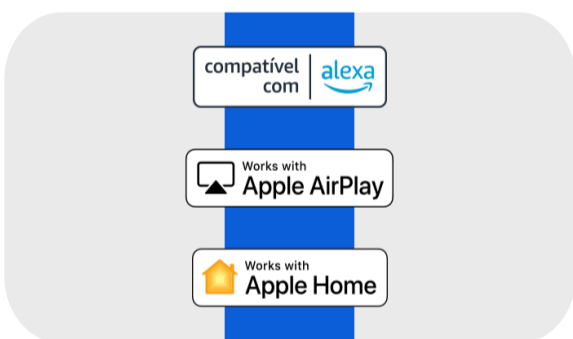 compatível
com
alexa
Works with
Apple AirPlay
Works with
Apple Home